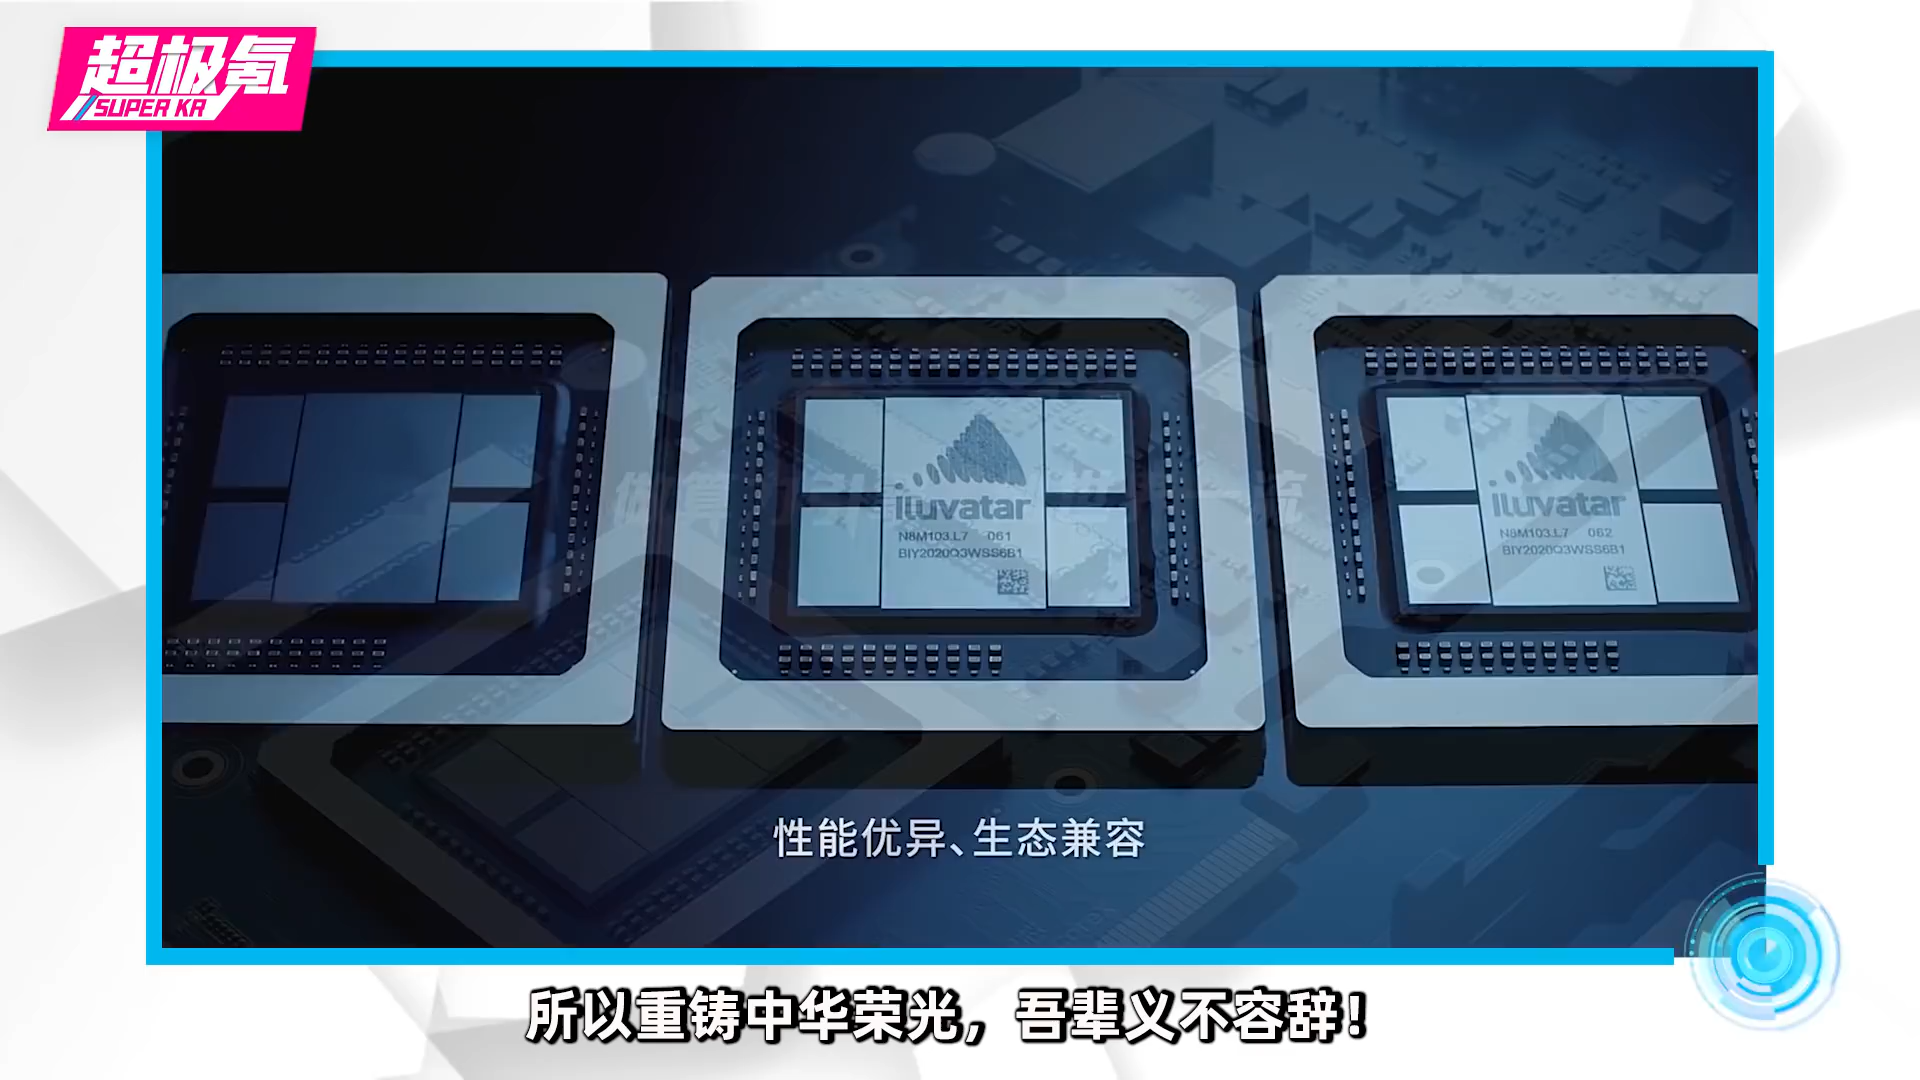 超极氪
SUPER KR
iluvatar
N8M103.L7 061
BIY2020Q3WSS6B1
iluvatar
N8M103.L7 062
BIY2020Q3WSS6B1
性能优异、生态兼容
所以重铸中华荣光，吾辈义不容辞！